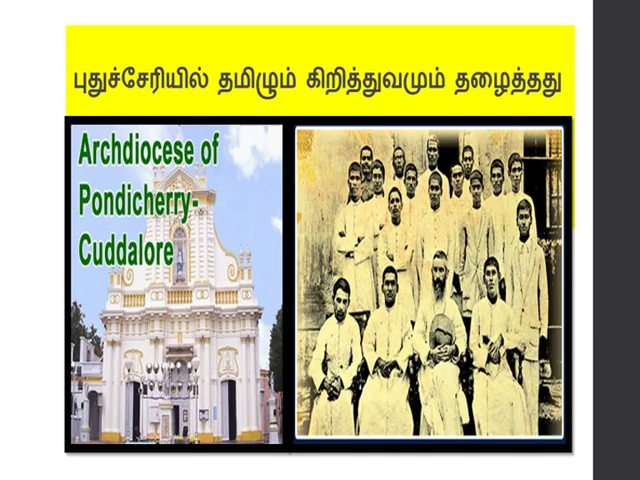 புதுச்சேரியில் தமிழும் கிறித்துவமும் தழைத்தது
Archdiocese of
Pondicherry-
Cuddalore